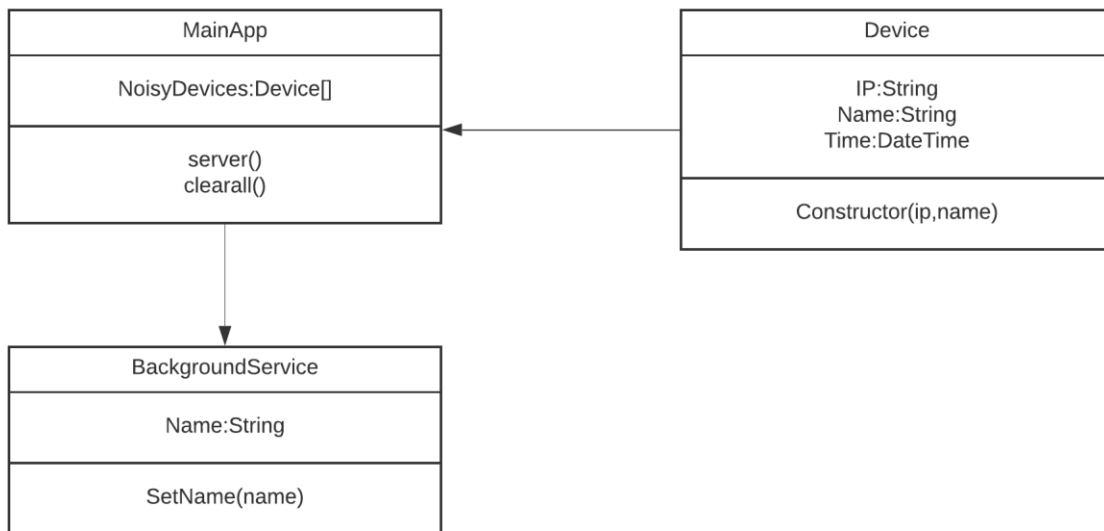 MainApp
NoisyDevices:Device[]
server()
clearall()
Device
IP:String
Name:String
Time:DateTime
Constructor(ip,name)
BackgroundService
Name:String
SetName(name)